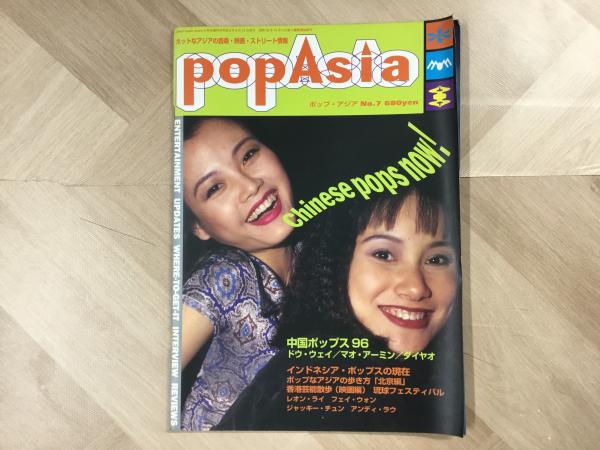 ホットなアジアの音楽・映画・ストリート情報
popAsia
ポップ・アジア No.7 680yen
ENTERTAINMENT UPDATES WHERE-TO-GET-IT INTERVIEW REVIEWS
Chinese pops now!
中国ポップス 96
ドウ・ウェイ／マオ・アーミン／ダイヤオ
インドネシア・ポップスの現在
ポップなアジアの歩き方「北京編」
香港芸能散歩(映画編) 琉球フェスティバル
レオン・ライ フェイ・ウォン
ジャッキー・チュン アンディ・ラウ